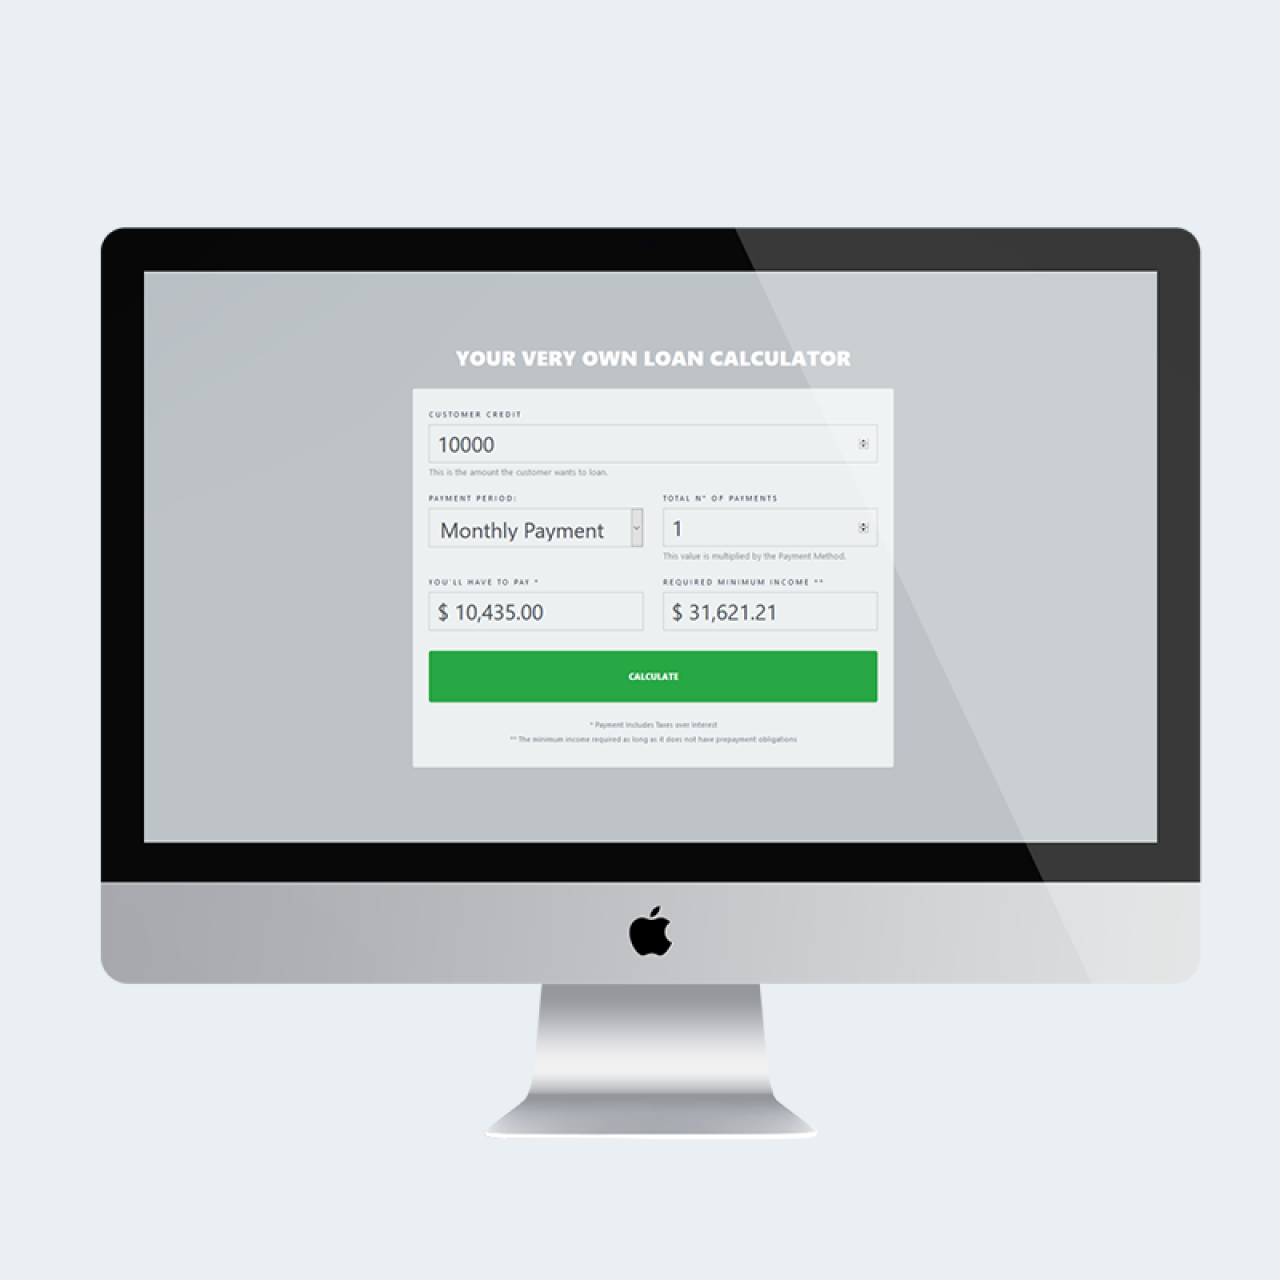 YOUR VERY OWN LOAN CALCULATOR
CUSTOMER CREDIT
10000
This is the amount the customer wants to loan.
PAYMENT PERIOD:
TOTAL N° OF PAYMENTS
Monthly Payment
1
This value is multiplied by the Payment Method.
YOU'LL HAVE TO PAY *
REQUIRED MINIMUM INCOME **
$ 10,435.00
$ 31,621.21
CALCULATE
* Payment includes Taxes over Interest
** The minimum income required as long as it does not have prepayment obligations